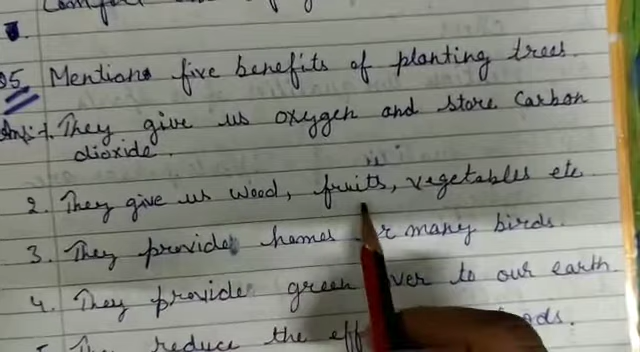 Q5 Mention five benefits of planting trees.
Ans: 1. They give us oxygen and store carbon
dioxide.
2. They give us wood, fruits, vegetables etc
3. They provide homes many birds.
4. They provide green to our earth
reduce the